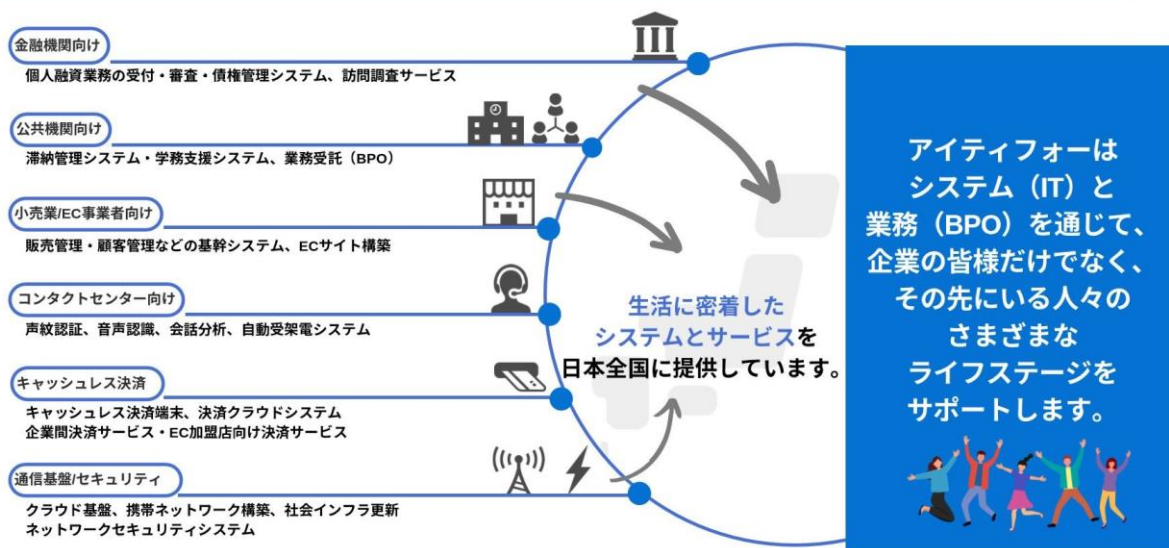 金融機関向け
個人融資業務の受付・審査・債権管理システム、訪問調査サービス
公共機関向け
滞納管理システム・学務支援システム、業務受託（BPO）
小売業/EC事業者向け
販売管理・顧客管理などの基幹システム、ECサイト構築
コンタクトセンター向け
声紋認証、音声認識、会話分析、自動受架電システム
キャッシュレス決済
キャッシュレス決済端末、決済クラウドシステム
企業間決済サービス・EC加盟店向け決済サービス
通信基盤/セキュリティ
クラウド基盤、携帯ネットワーク構築、社会インフラ更新
ネットワークセキュリティシステム
生活に密着した
システムとサービスを
日本全国に提供しています。
アイティフォーは
システム（IT）と
業務（BPO）を通じて、
企業の皆様だけでなく、
その先にいる人々の
さまざまな
ライフステージを
サポートします。